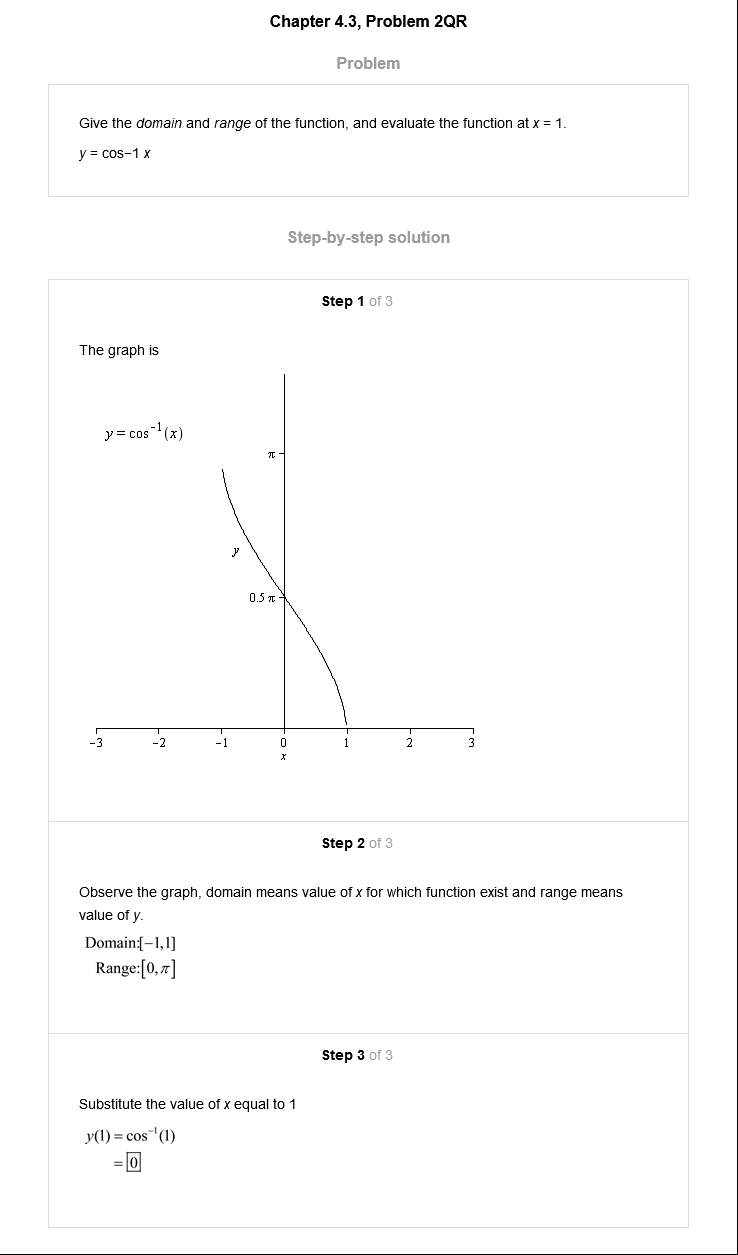 Chapter 4.3, Problem 2QR
Problem
Give the domain and range of the function, and evaluate the function at x = 1.
y = cos−1 x
Step-by-step solution
Step 1 of 3
The graph is
y = cos⁻¹(x)
π
y
0.5 π
−3 −2 −1 0 1 2 3
x
Step 2 of 3
Observe the graph, domain means value of x for which function exist and range means
value of y.
Domain:[−1,1]
Range:[0,π]
Step 3 of 3
Substitute the value of x equal to 1
y(1) = cos⁻¹(1)
= 0